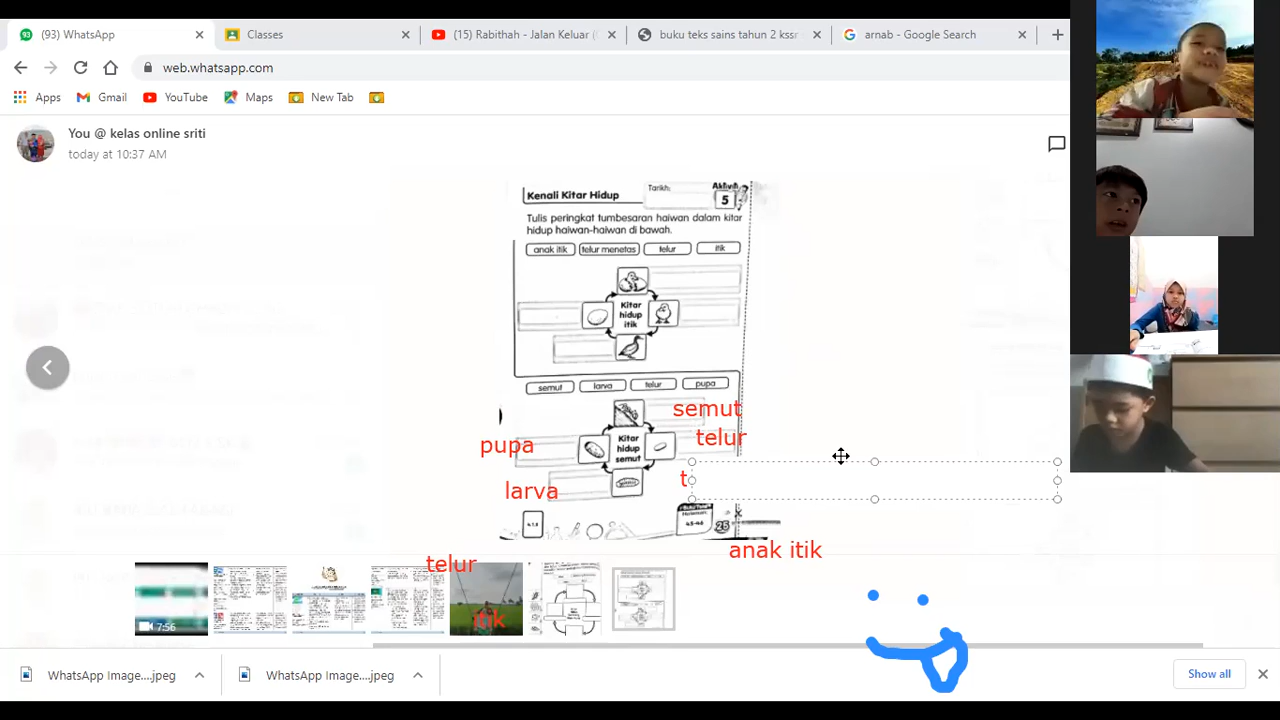 (93) WhatsApp
Classes
(15) Rabithah - Jalan Keluar (
buku teks sains tahun 2 kssr
arnab - Google Search
web.whatsapp.com
Apps
Gmail
YouTube
Maps
New Tab
You @ kelas online sriti
today at 10:37 AM
Kenali Kitar Hidup
Tarikh:
Aktiviti
5
Tulis peringkat tumbesaran haiwan dalam kitar
hidup haiwan-haiwan di bawah.
anak itik
telur menetas
telur
itik
Kitar
hidup
itik
semut
larva
telur
pupa
semut
telur
pupa
Kitar
hidup
semut
t
larva
Halaman:
45-46
25
anak itik
telur
itik
7:56
WhatsApp Image....jpeg
WhatsApp Image....jpeg
Show all